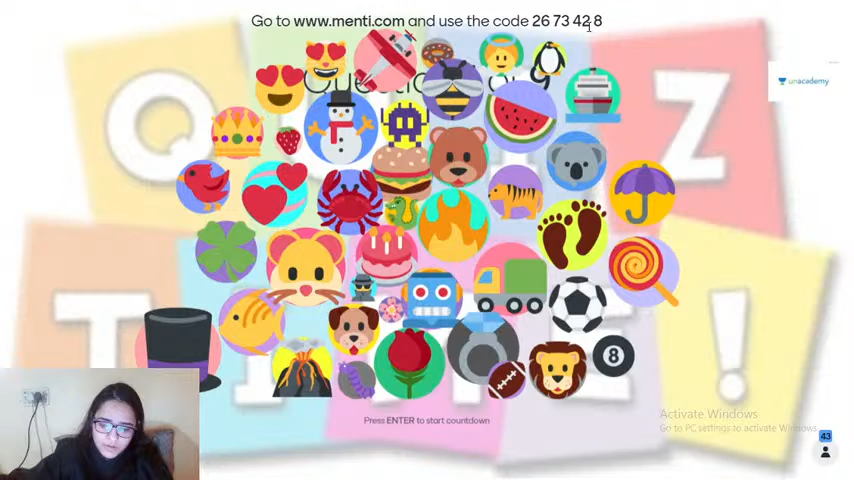 Go to www.menti.com and use the code 26 73 42 8
unacademy
Q
Z
T
!
8
Press ENTER to start countdown
Activate Windows
Go to PC settings to activate Windows.
43